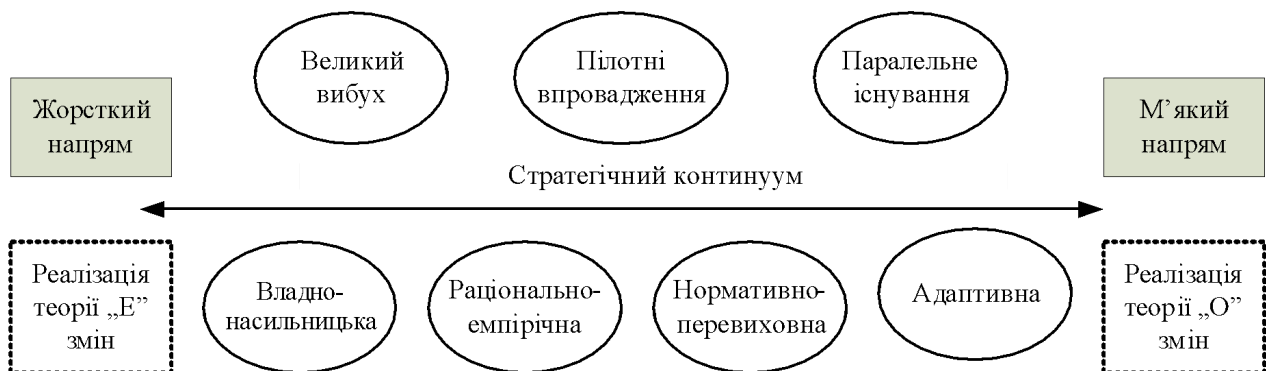 Великий
вибух
Пілотні
впровадження
Паралельне
існування
Жорсткий
напрям
М’який
напрям
Стратегічний континуум
Реалізація
теорії „Е”
змін
Владно-
насильницька
Раціонально-
емпірічна
Нормативно-
перевиховна
Адаптивна
Реалізація
теорії „О”
змін